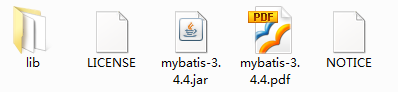 PDF
lib
LICENSE
mybatis-3.
4.4.jar
mybatis-3.
4.4.pdf
NOTICE